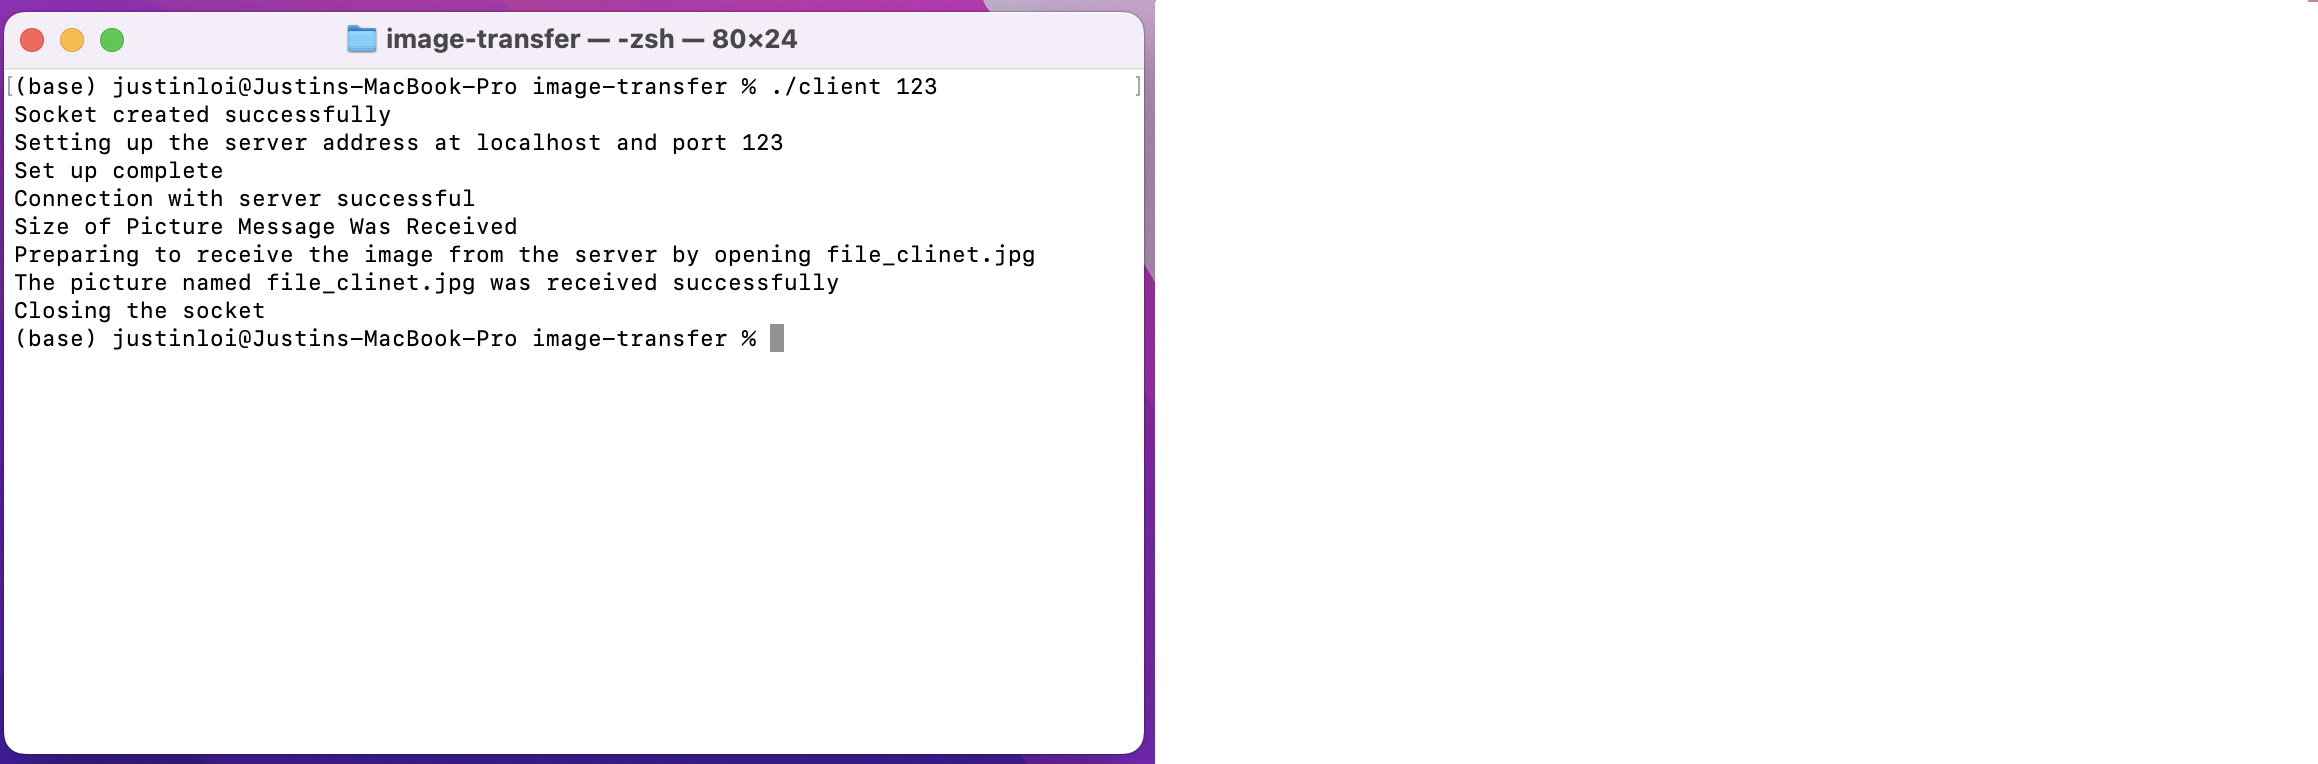 image-transfer — -zsh — 80×24
(base) justinloi@Justins-MacBook-Pro image-transfer % ./client 123
Socket created successfully
Setting up the server address at localhost and port 123
Set up complete
Connection with server successful
Size of Picture Message Was Received
Preparing to receive the image from the server by opening file_clinet.jpg
The picture named file_clinet.jpg was received successfully
Closing the socket
(base) justinloi@Justins-MacBook-Pro image-transfer %